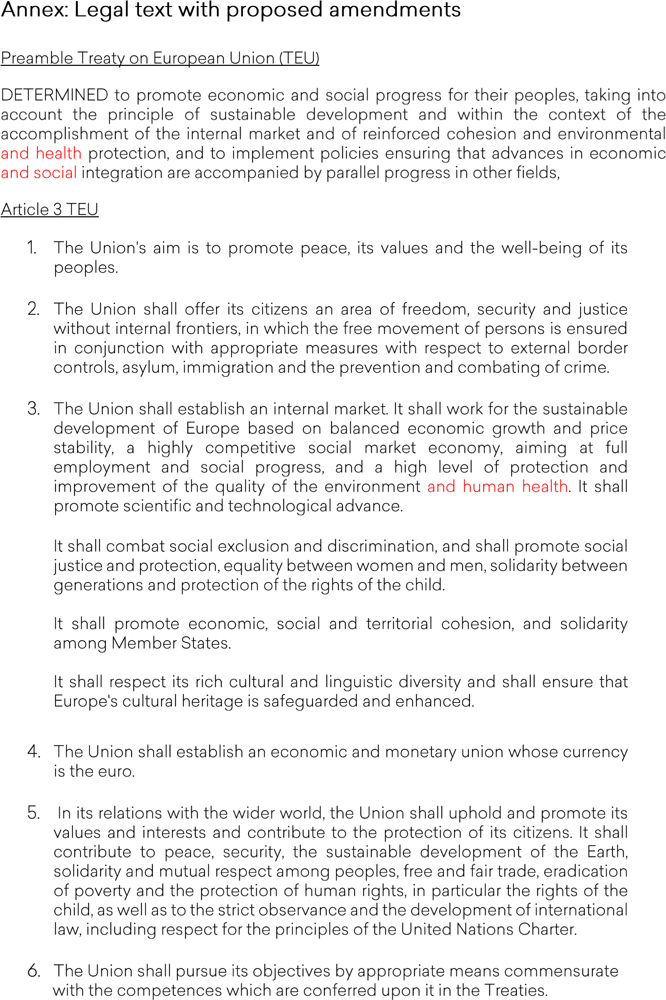 Annex: Legal text with proposed amendments
Preamble Treaty on European Union (TEU)
DETERMINED to promote economic and social progress for their peoples, taking into
account the principle of sustainable development and within the context of the
accomplishment of the internal market and of reinforced cohesion and environmental
and health protection, and to implement policies ensuring that advances in economic
and social integration are accompanied by parallel progress in other fields,
Article 3 TEU
1. The Union's aim is to promote peace, its values and the well-being of its
peoples.
2. The Union shall offer its citizens an area of freedom, security and justice
without internal frontiers, in which the free movement of persons is ensured
in conjunction with appropriate measures with respect to external border
controls, asylum, immigration and the prevention and combating of crime.
3. The Union shall establish an internal market. It shall work for the sustainable
development of Europe based on balanced economic growth and price
stability, a highly competitive social market economy, aiming at full
employment and social progress, and a high level of protection and
improvement of the quality of the environment and human health. It shall
promote scientific and technological advance.
It shall combat social exclusion and discrimination, and shall promote social
justice and protection, equality between women and men, solidarity between
generations and protection of the rights of the child.
It shall promote economic, social and territorial cohesion, and solidarity
among Member States.
It shall respect its rich cultural and linguistic diversity and shall ensure that
Europe's cultural heritage is safeguarded and enhanced.
4. The Union shall establish an economic and monetary union whose currency
is the euro.
5. In its relations with the wider world, the Union shall uphold and promote its
values and interests and contribute to the protection of its citizens. It shall
contribute to peace, security, the sustainable development of the Earth,
solidarity and mutual respect among peoples, free and fair trade, eradication
of poverty and the protection of human rights, in particular the rights of the
child, as well as to the strict observance and the development of international
law, including respect for the principles of the United Nations Charter.
6. The Union shall pursue its objectives by appropriate means commensurate
with the competences which are conferred upon it in the Treaties.